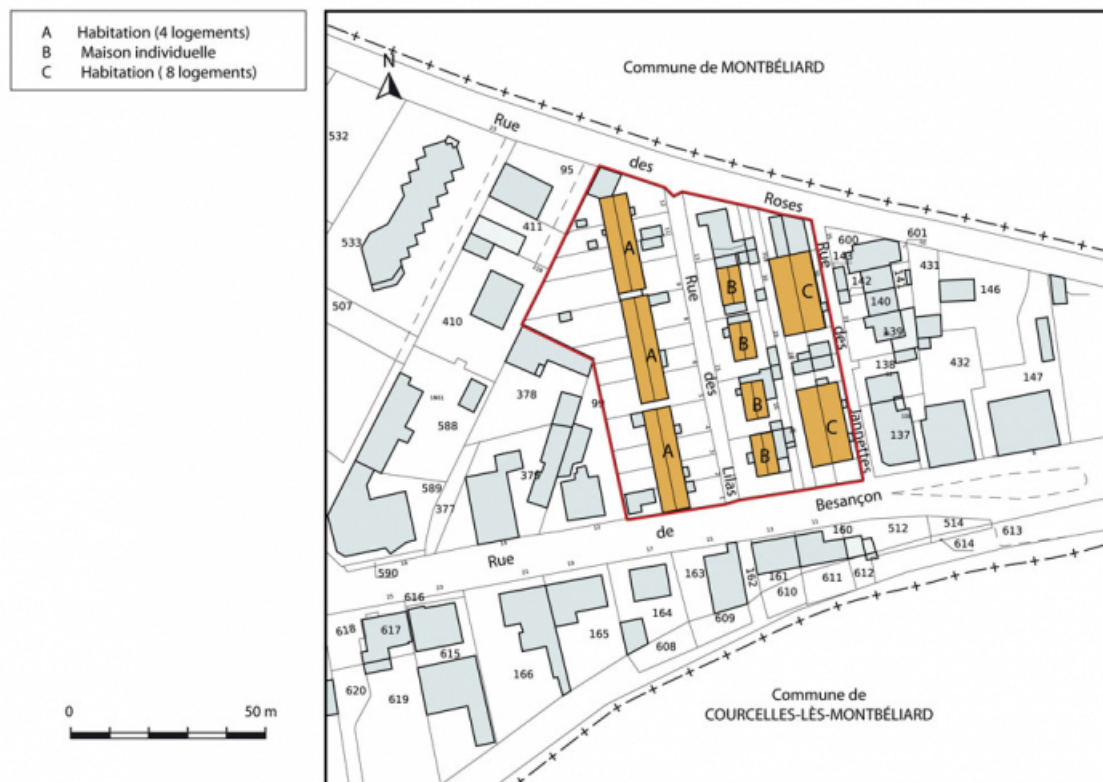 A Habitation (4 logements)
B Maison individuelle
C Habitation ( 8 logements)
N
Commune de MONTBÉLIARD
Rue
des
Roses
532
95
533
411
507
410
378
99
588
589
377
376
590
A
A
A
B
B
B
B
C
C
Rue
des
Lilas
Rue
des
Jannettes
600
601
143
142
141
431
140
146
139
138
432
147
137
Rue
de
Besançon
160
512
514
613
614
163
162
161
612
611
610
164
609
616
618
617
615
165
608
166
620
619
0 50 m
Commune de
COURCELLES-LÈS-MONTBÉLIARD